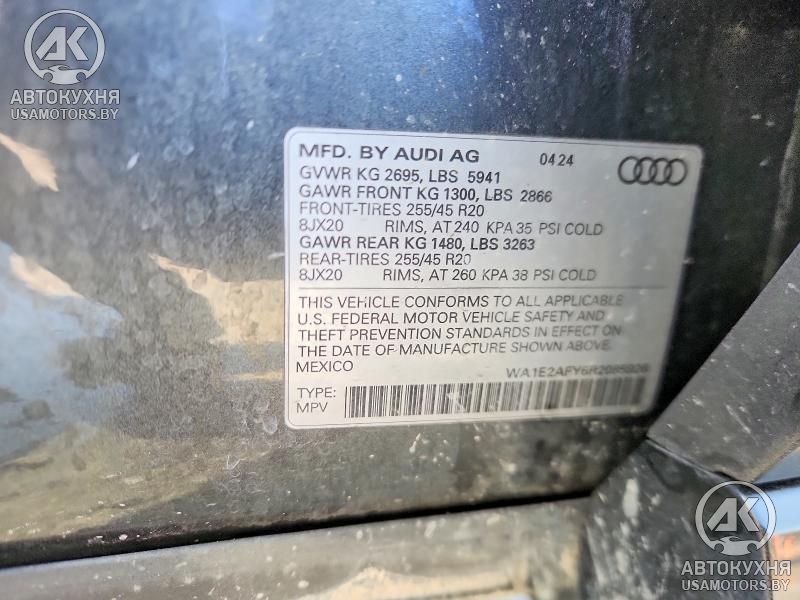 AK
АВТОКУХНЯ
USAMOTORS.BY
MFD. BY AUDI AG 04 24
GVWR KG 2695, LBS 5941
GAWR FRONT KG 1300, LBS 2866
FRONT-TIRES 255/45 R20
8JX20 RIMS, AT 240 KPA 35 PSI COLD
GAWR REAR KG 1480, LBS 3263
REAR-TIRES 255/45 R20
8JX20 RIMS, AT 260 KPA 38 PSI COLD
THIS VEHICLE CONFORMS TO ALL APPLICABLE
U.S. FEDERAL MOTOR VEHICLE SAFETY AND
THEFT PREVENTION STANDARDS IN EFFECT ON
THE DATE OF MANUFACTURE SHOWN ABOVE.
MEXICO
TYPE:
MPV
AK
АВТОКУХНЯ
USAMOTORS.BY